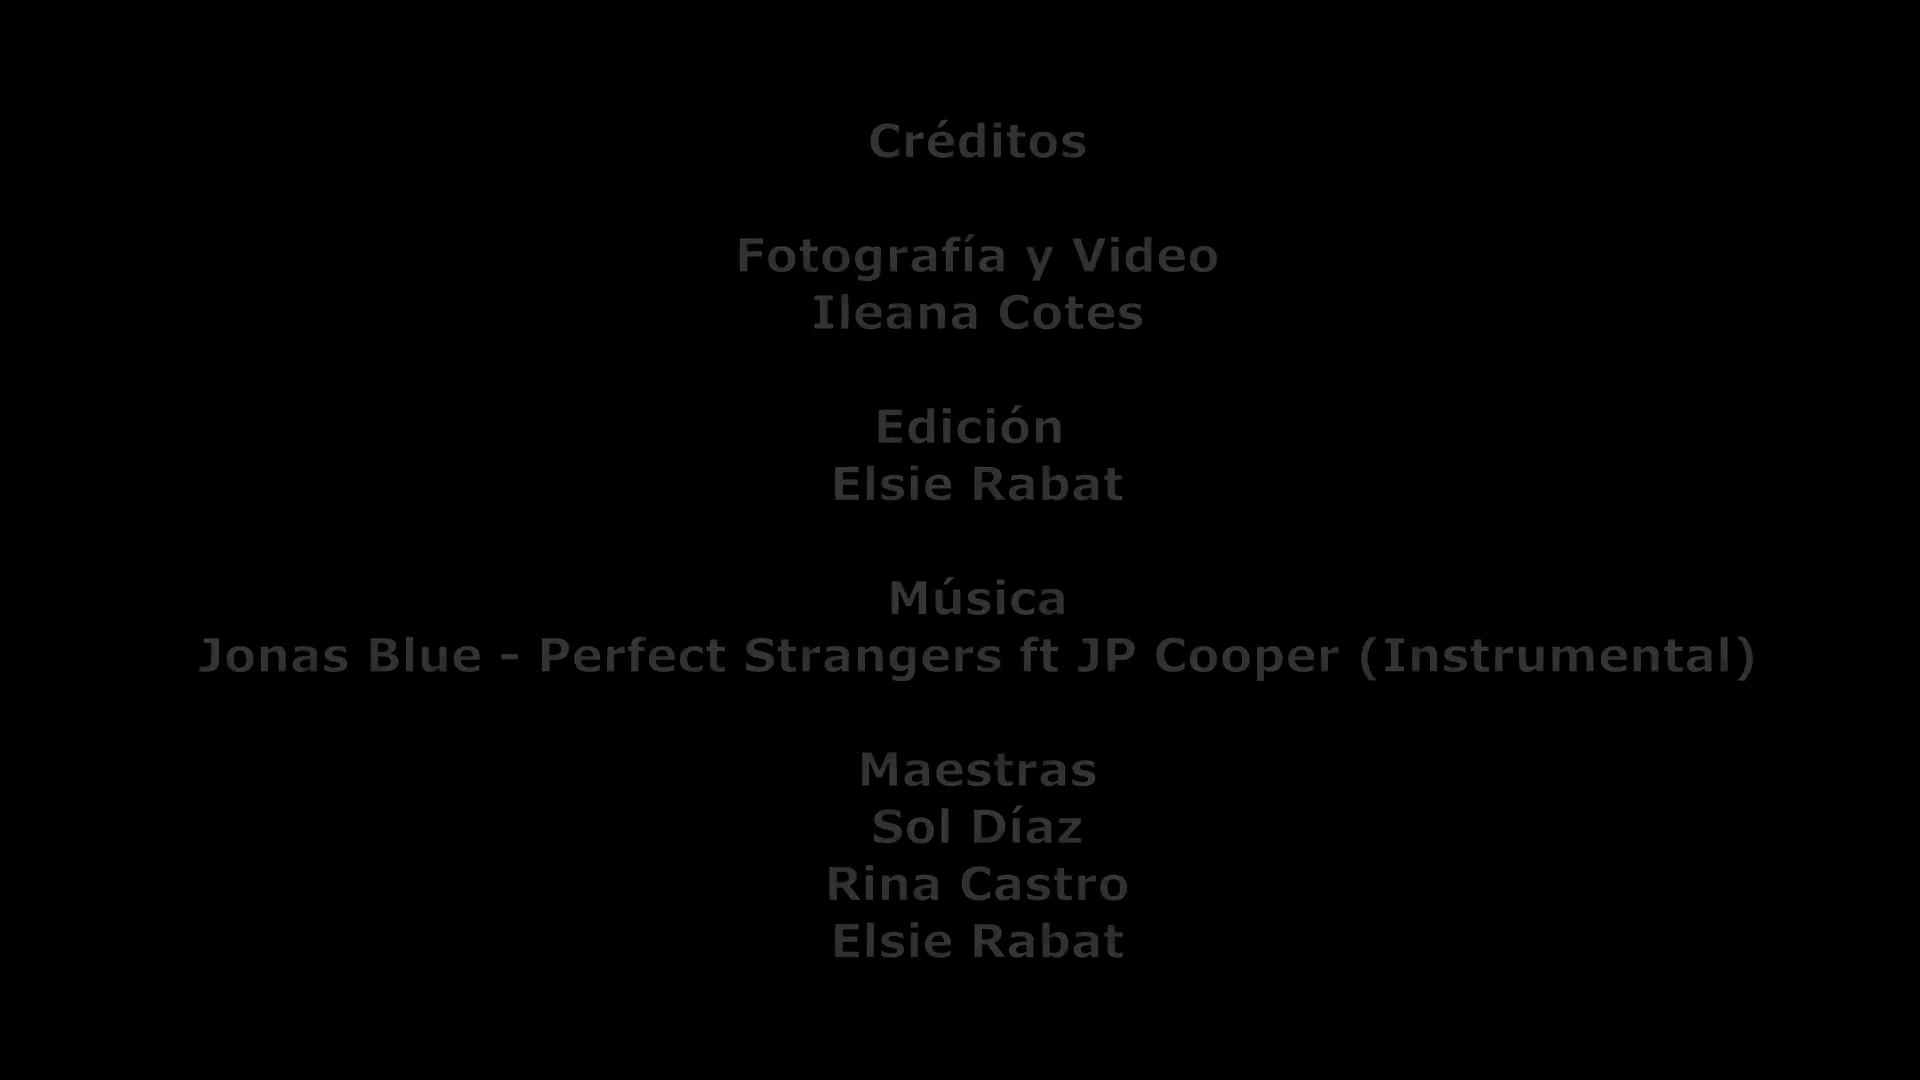 Créditos
Fotografía y Video
Ileana Cotes
Edición
Elsie Rabat
Música
Jonas Blue - Perfect Strangers ft JP Cooper (Instrumental)
Maestras
Sol Díaz
Rina Castro
Elsie Rabat